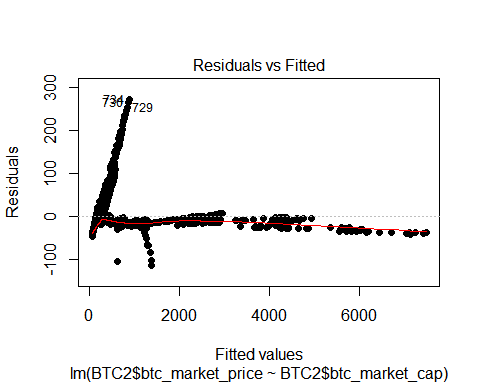 Residuals vs Fitted
Residuals
300
200
100
0
-100
734
730
729
0 2000 4000 6000
Fitted values
lm(BTC2$btc_market_price ~ BTC2$btc_market_cap)